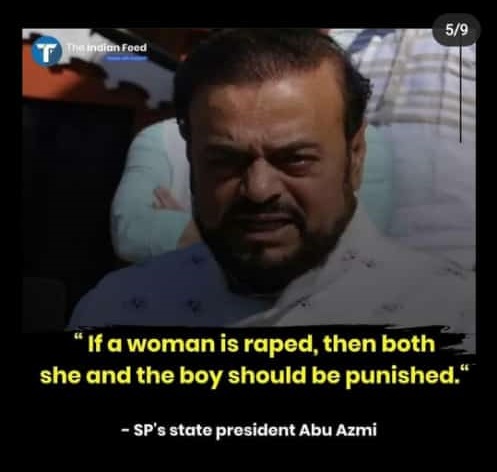 5/9
The Indian Feed
“ If a woman is raped, then both
she and the boy should be punished.“
- SP's state president Abu Azmi